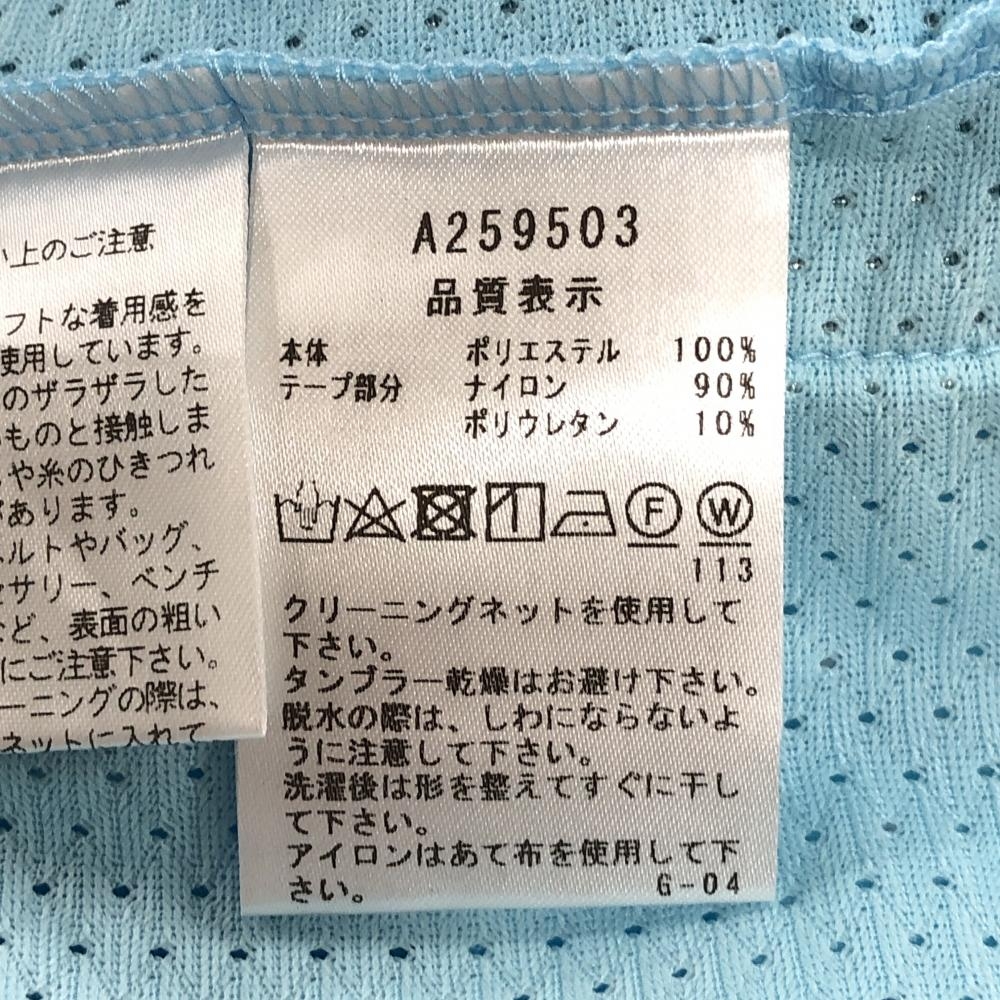 上のご注意
フトな着用感を
使用しています。
のザラザラした
ものと接触しま
や糸のひきつれ
があります。
ルトやバッグ、
セサリー、ベンチ
など、表面の粗い
にご注意下さい。
ーニングの際は、
ネットに入れて
A259503
品質表示
本体 ポリエステル 100%
テープ部分 ナイロン 90%
ポリウレタン 10%
F W
113
クリーニングネットを使用して
下さい。
タンブラー乾燥はお避け下さい。
脱水の際は、しわにならないよ
うに注意して下さい。
洗濯後は形を整えてすぐに干し
て下さい。
アイロンはあて布を使用して下
さい。 G-04